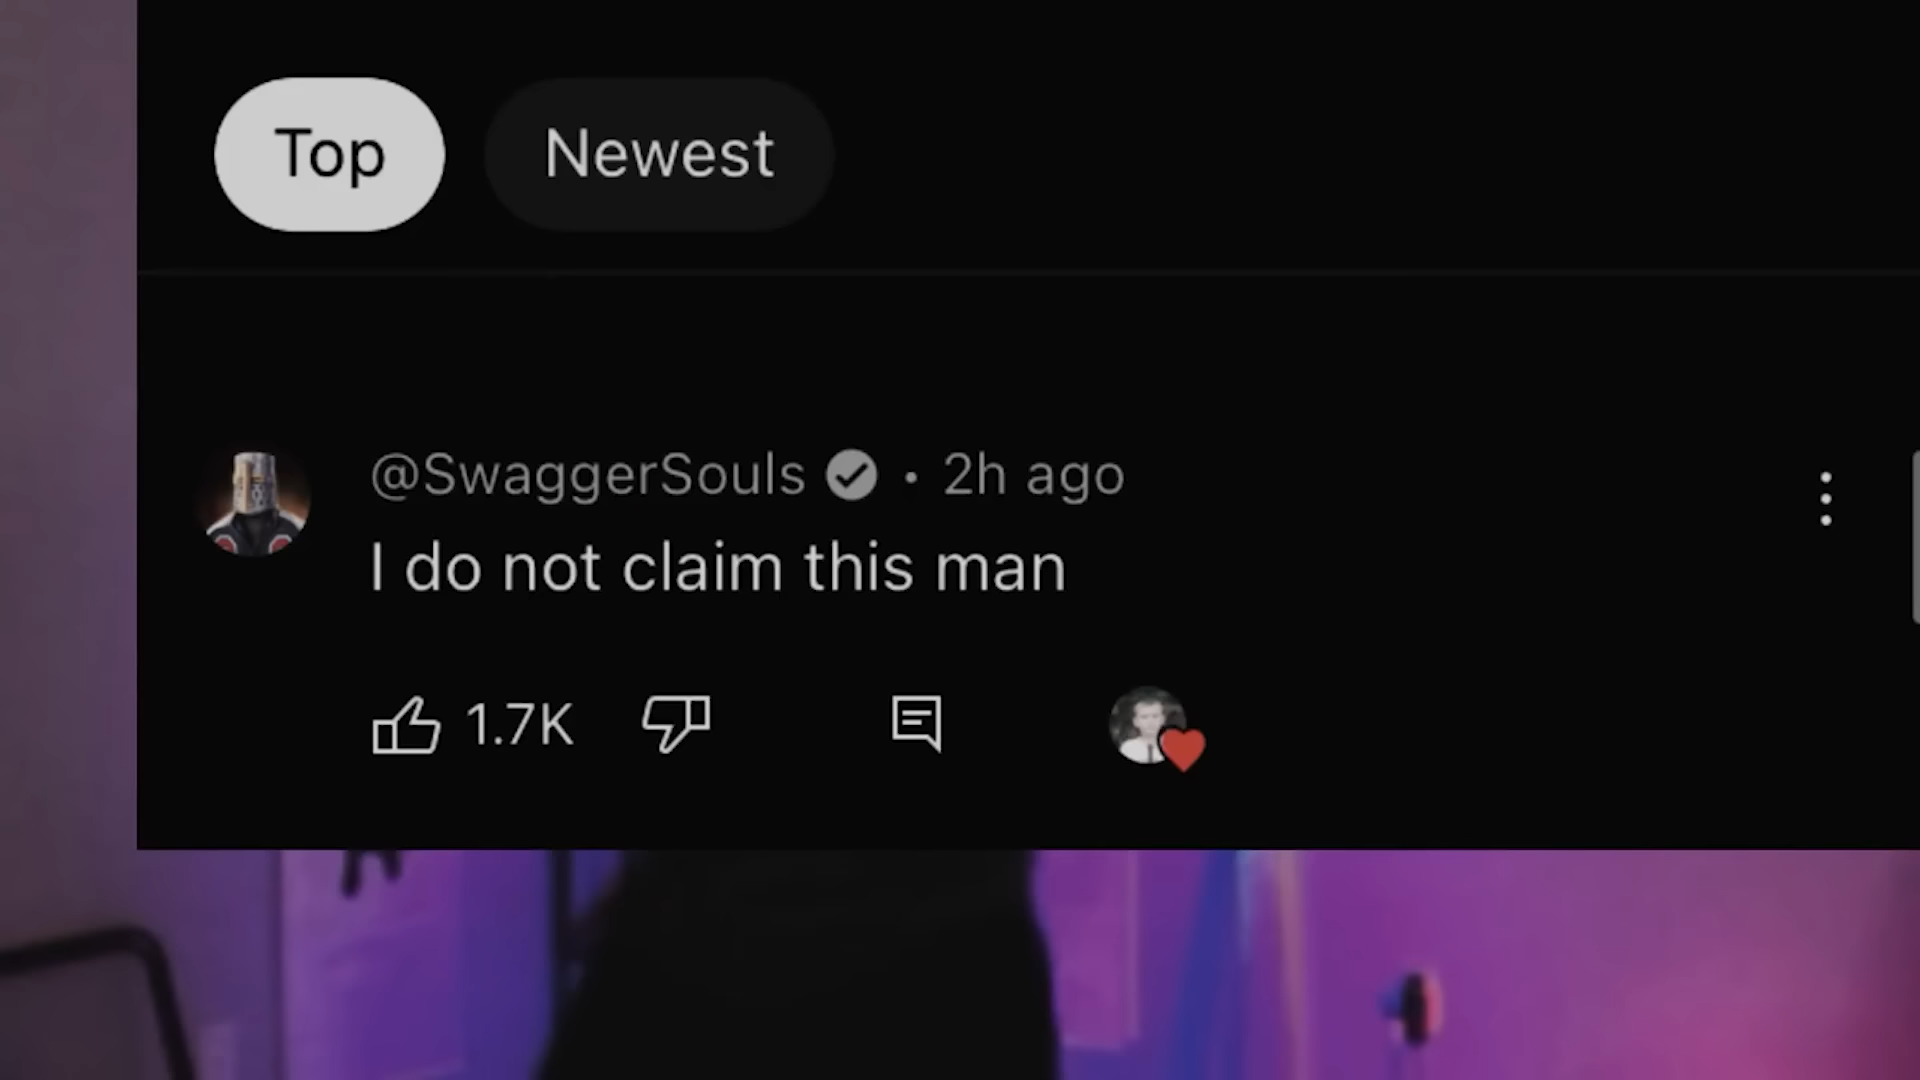 Top Newest
@SwaggerSouls • 2h ago
I do not claim this man
1.7K